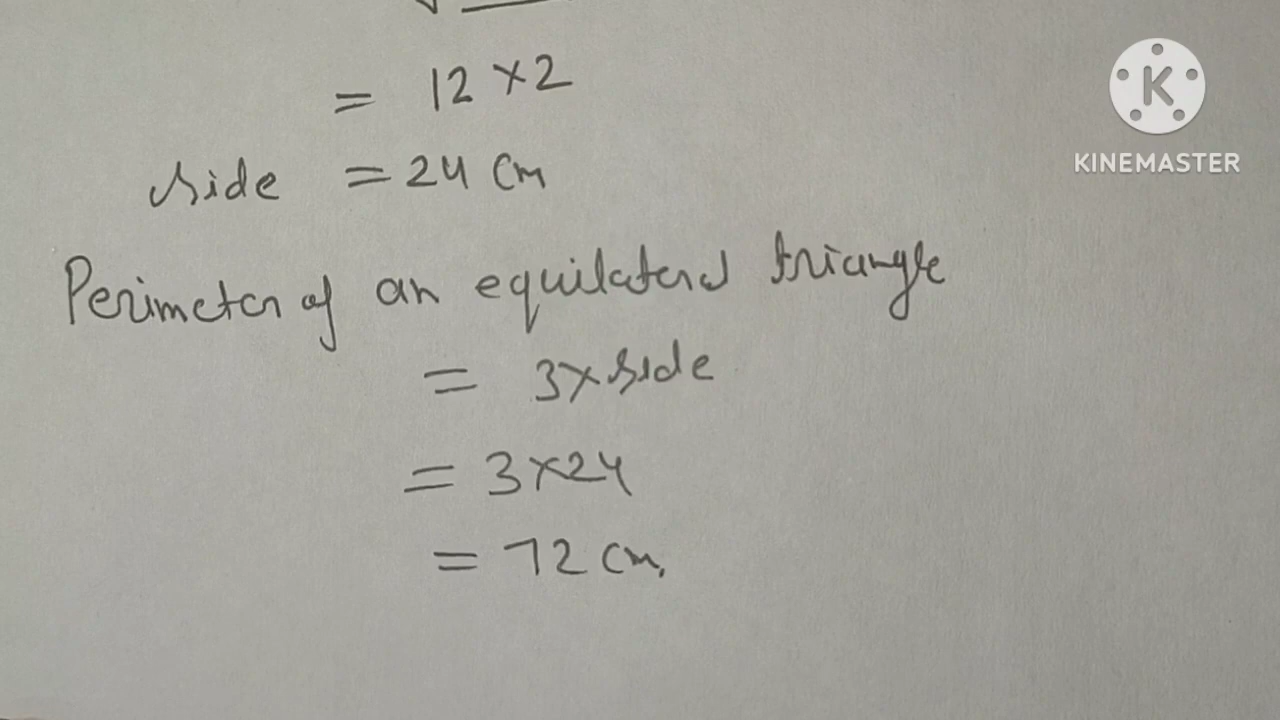 = 12 × 2
side = 24 cm
Perimeter of an equilateral triangle
= 3 × side
= 3 × 24
= 72 cm.
K
KINEMASTER